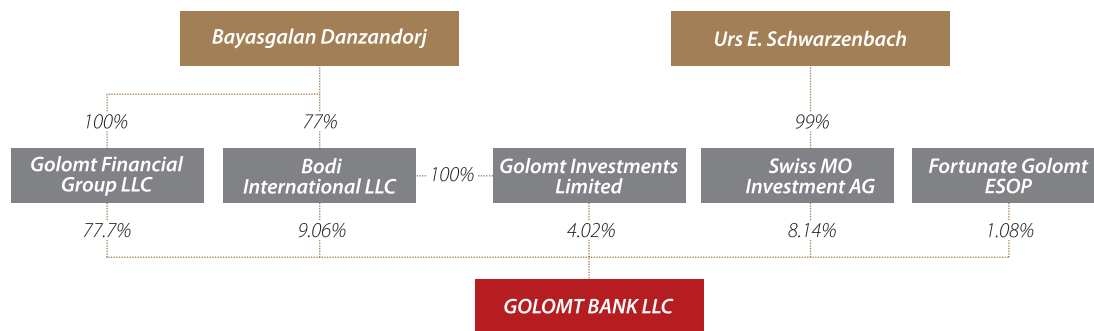 Bayasgalan Danzandorj
Urs E. Schwarzenbach
100%
77%
99%
Golomt Financial
Group LLC
Bodi
International LLC
100%
Golomt Investments
Limited
Swiss MO
Investment AG
Fortunate Golomt
ESOP
77.7%
9.06%
4.02%
8.14%
1.08%
GOLOMT BANK LLC